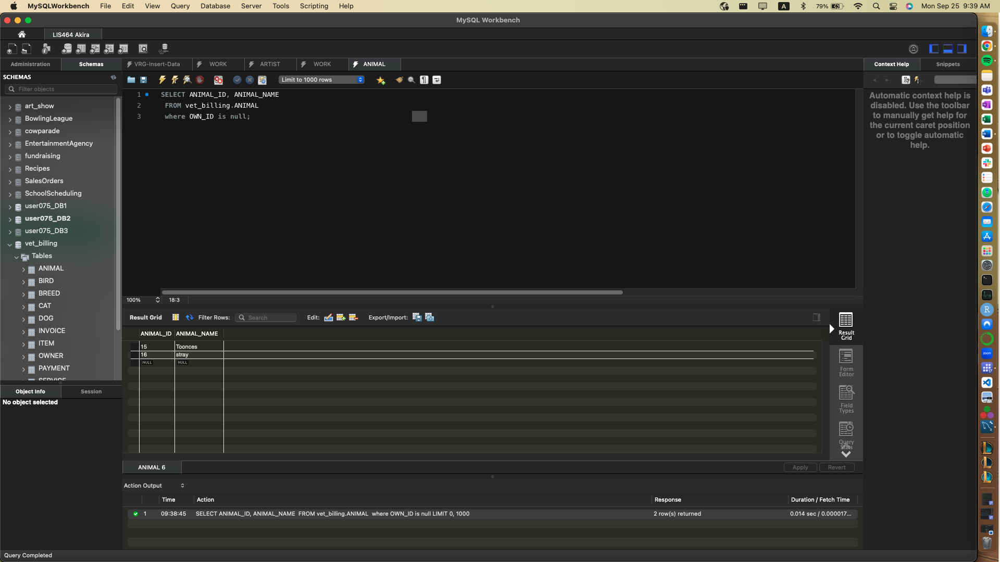 MySQLWorkbench File Edit View Query Database Server Tools Scripting Help A 79% Mon Sep 25 9:39 AM
MySQL Workbench
LIS464 Akira
Administration Schemas VRG-Insert-Data WORK ARTIST WORK ANIMAL Context Help Snippets
SCHEMAS
Limit to 1000 rows
Filter objects
1 SELECT ANIMAL_ID, ANIMAL_NAME
2 FROM vet_billing.ANIMAL
3 where OWN_ID is null;
Automatic context help is
disabled. Use the toolbar
to manually get help for
the current caret position
or to toggle automatic
help.
art_show
BowlingLeague
cowparade
EntertainmentAgency
fundraising
Recipes
SalesOrders
SchoolScheduling
user075_DB1
user075_DB2
user075_DB3
vet_billing
Tables
ANIMAL
BIRD
BREED
CAT
DOG
INVOICE
ITEM
OWNER
PAYMENT
SERVICE
Object Info Session
No object selected
100% 18:3
Result Grid Filter Rows: Search Edit: Export/Import:
ANIMAL_ID ANIMAL_NAME
15 Toonces
16 stray
NULL NULL
Result
Grid
Form
Editor
Field
Types
Query
Stats
ANIMAL 6 Apply Revert
Action Output
Time Action Response Duration / Fetch Time
1 09:38:45 SELECT ANIMAL_ID, ANIMAL_NAME FROM vet_billing.ANIMAL where OWN_ID is null LIMIT 0, 1000 2 row(s) returned 0.014 sec / 0.000017...
Query Completed
zoom
17